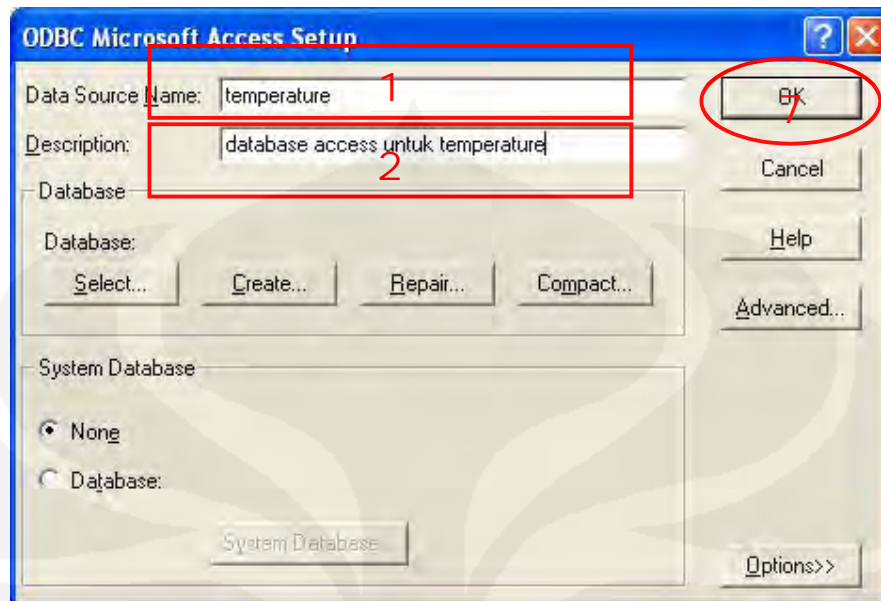 ODBC Microsoft Access Setup
Data Source Name: temperature 1
OK 7
Description: database access untuk temperature 2
Cancel
Database
Database:
Help
Select... Create... Repair... Compact...
Advanced...
System Database
None
Database:
System Database
Options>>